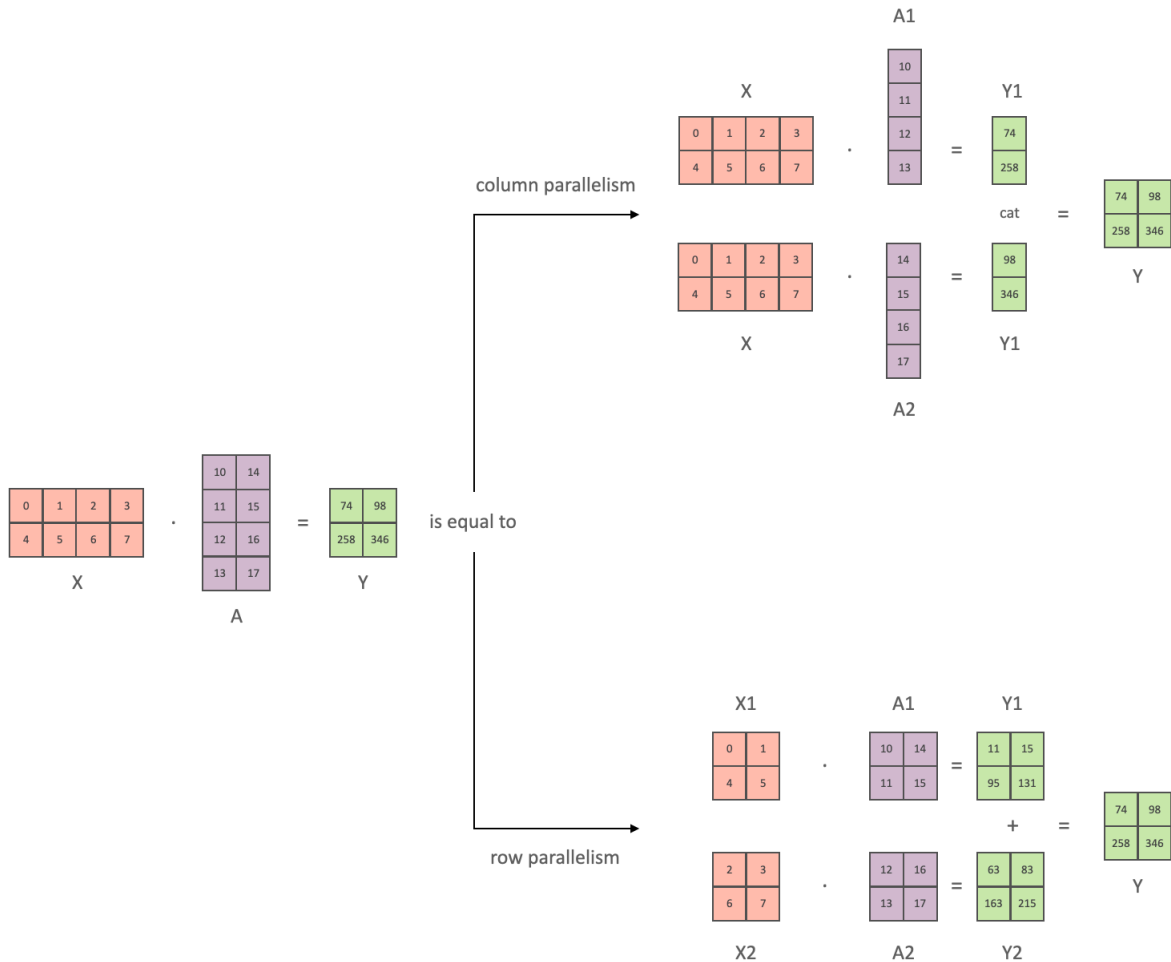 A1
10
11
12
13
X
0 1 2 3
4 5 6 7
·
=
Y1
74
258
column parallelism
cat
=
74 98
258 346
Y
0 1 2 3
4 5 6 7
X
·
14
15
16
17
A2
=
98
346
Y1
0 1 2 3
4 5 6 7
X
·
10 14
11 15
12 16
13 17
A
=
74 98
258 346
Y
is equal to
row parallelism
X1
0 1
4 5
·
A1
10 14
11 15
=
Y1
11 15
95 131
+
=
74 98
258 346
Y
2 3
6 7
X2
·
12 16
13 17
A2
=
63 83
163 215
Y2